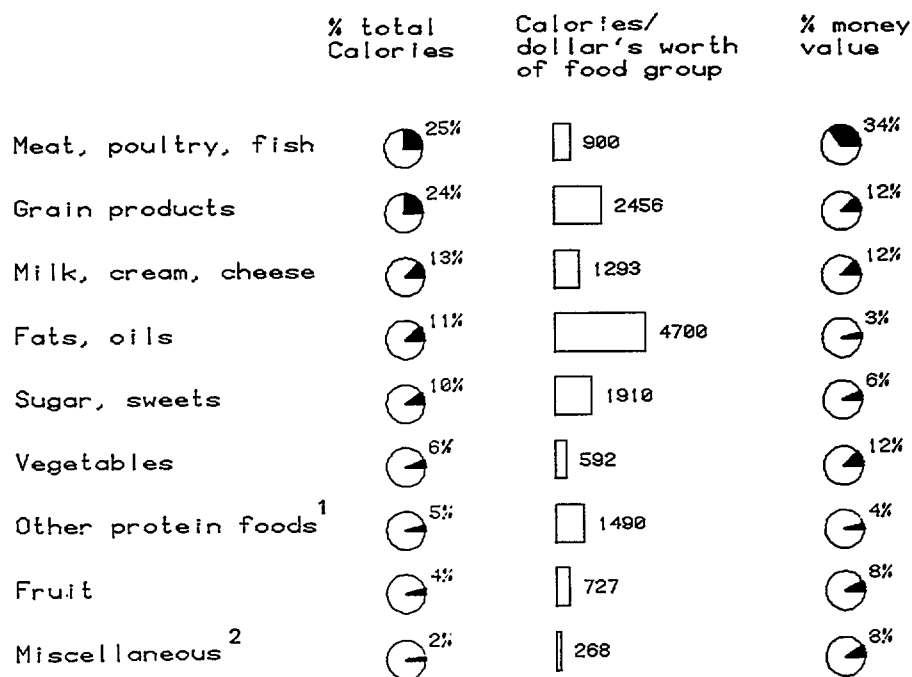 % total Calories/ % money
Calories dollar's worth value
of food group
Meat, poultry, fish 25% 900 34%
Grain products 24% 2456 12%
Milk, cream, cheese 13% 1293 12%
Fats, oils 11% 4700 3%
Sugar, sweets 10% 1910 6%
Vegetables 6% 592 12%
Other protein foods1 5% 1490 4%
Fruit 4% 727 8%
Miscellaneous2 2% 268 8%